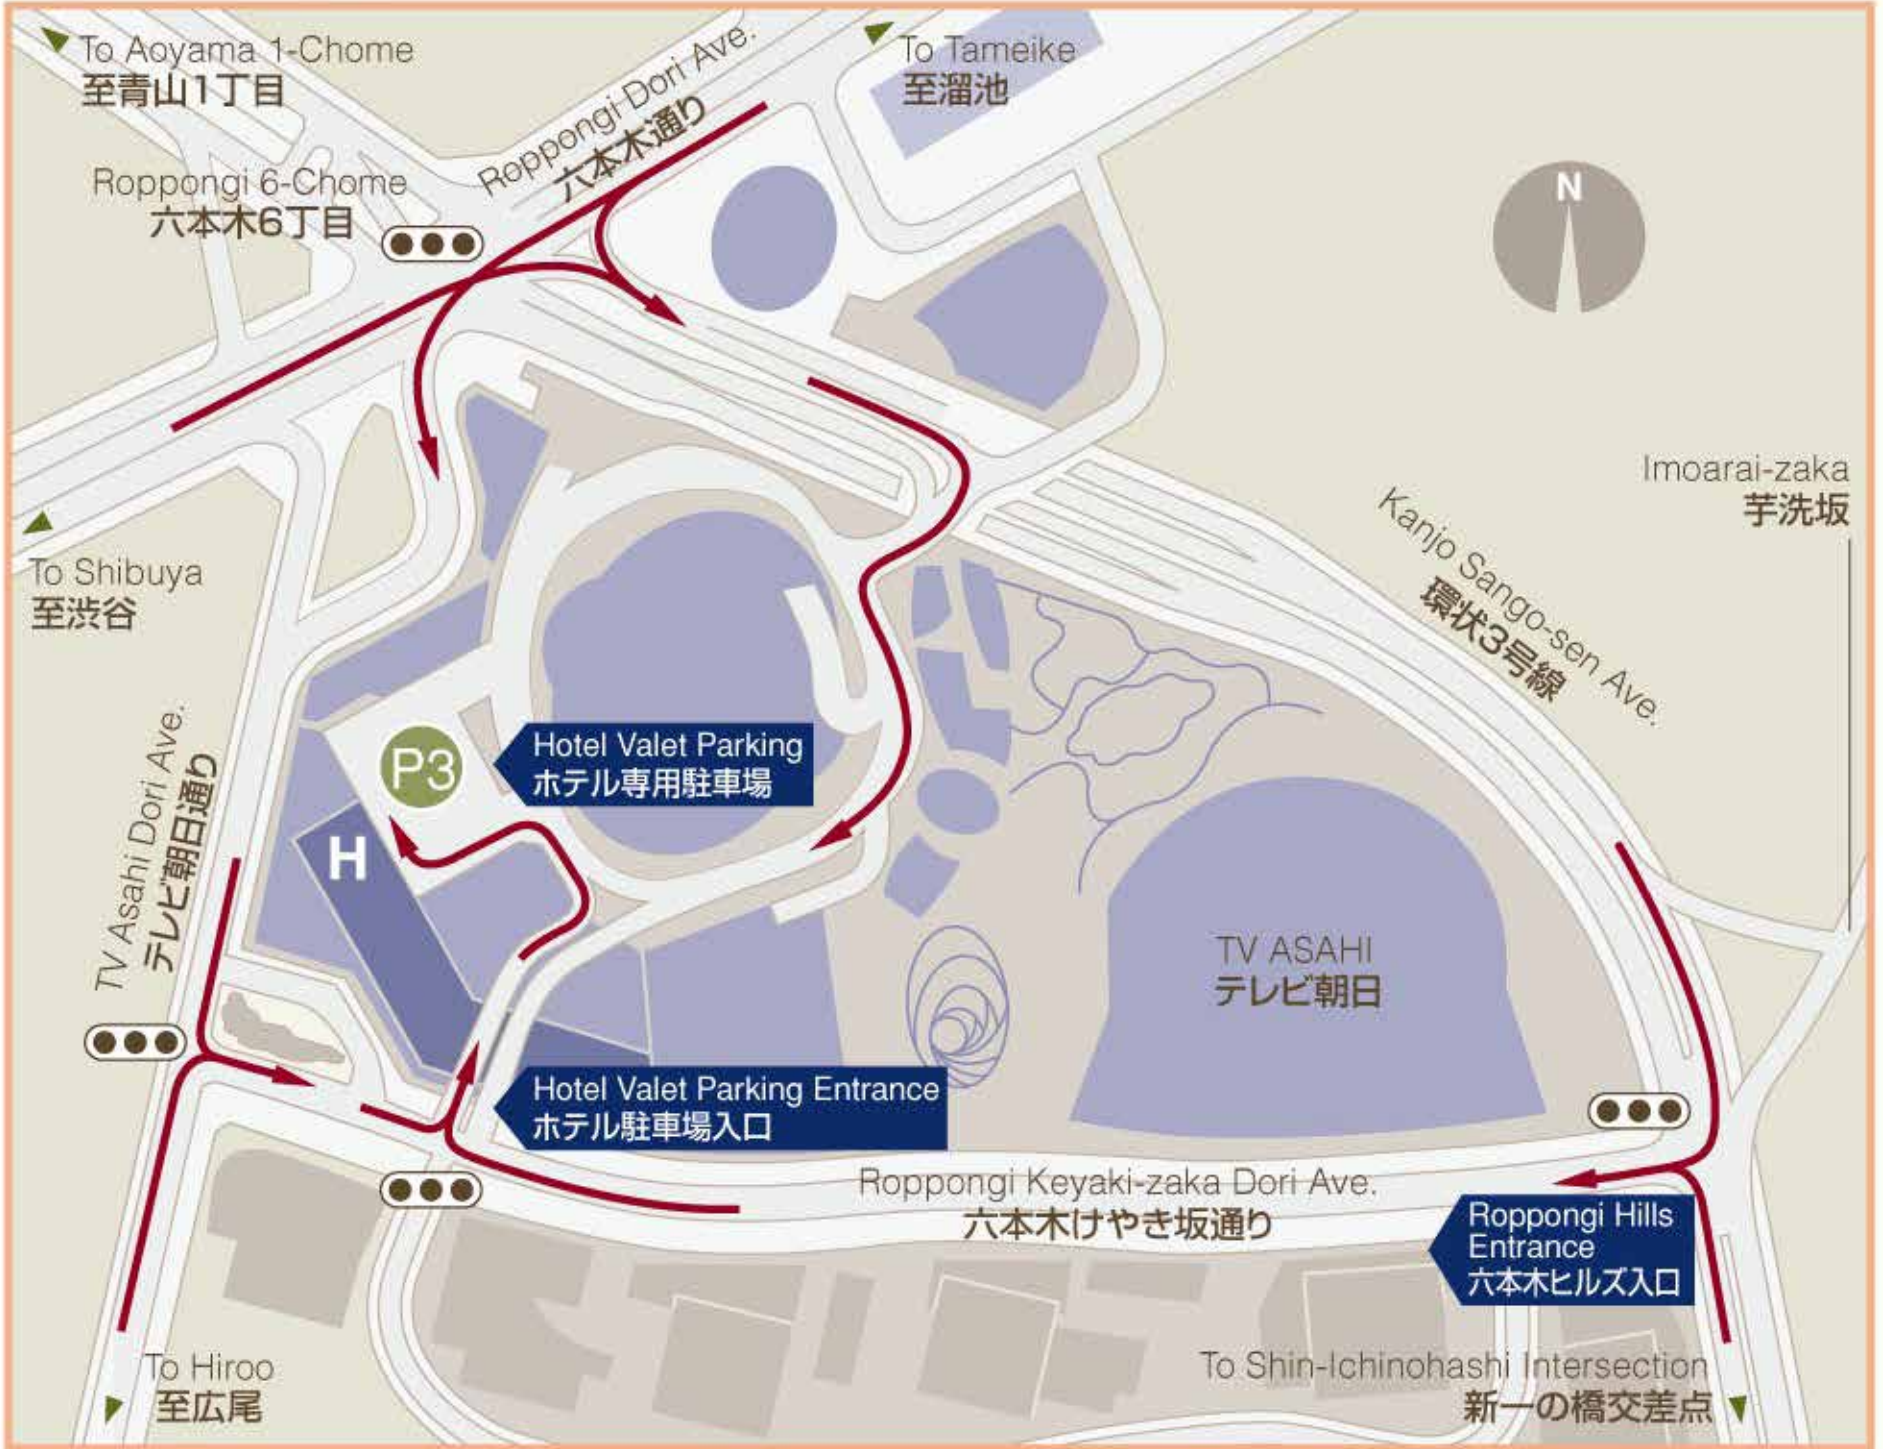 To Aoyama 1-Chome
至青山1丁目
Roppongi Dori Ave.
六本木通り
To Tameike
至溜池
Roppongi 6-Chome
六本木6丁目
N
Imoarai-zaka
芋洗坂
Kanjo Sango-sen Ave.
環状3号線
To Shibuya
至渋谷
TV Asahi Dori Ave.
テレビ朝日通り
P3
Hotel Valet Parking
ホテル専用駐車場
H
TV ASAHI
テレビ朝日
Hotel Valet Parking Entrance
ホテル駐車場入口
Roppongi Keyaki-zaka Dori Ave.
六本木けやき坂通り
Roppongi Hills
Entrance
六本木ヒルズ入口
To Hiroo
至広尾
To Shin-Ichinohashi Intersection
新一の橋交差点